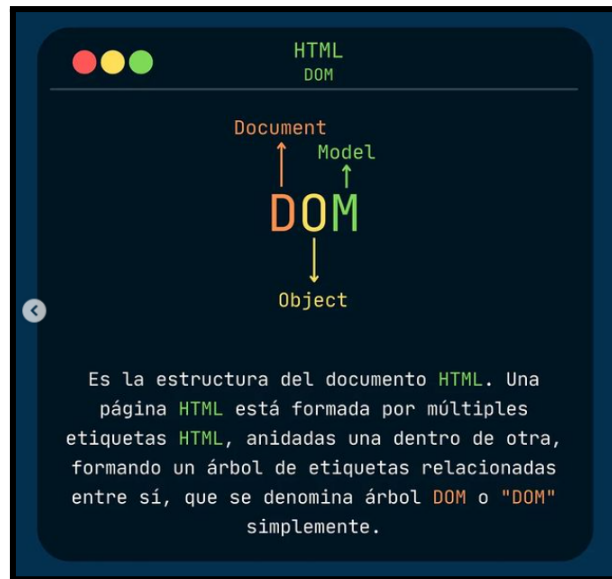 HTML
DOM
Document
Model
DOM
Object
Es la estructura del documento HTML. Una
página HTML está formada por múltiples
etiquetas HTML, anidadas una dentro de otra,
formando un árbol de etiquetas relacionadas
entre sí, que se denomina árbol DOM o "DOM"
simplemente.